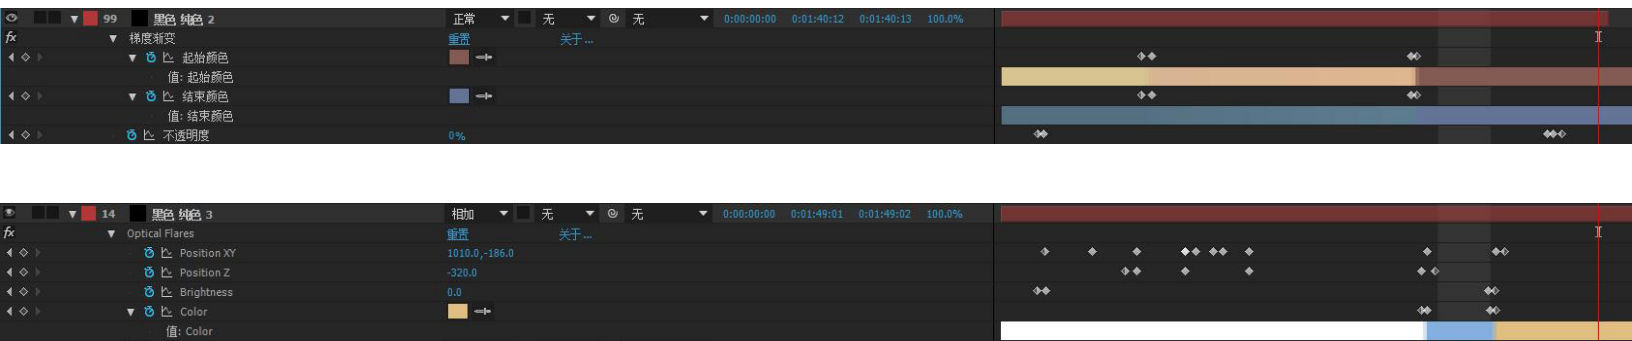 99 黑色 纯色 2 正常 无 无 0:00:00:00 0:01:40:12 0:01:40:13 100.0%
fx 梯度渐变 重置 关于...
起始颜色
值: 起始颜色
结束颜色
值: 结束颜色
不透明度 0%
14 黑色 纯色 3 相加 无 无 0:00:00:00 0:01:49:01 0:01:49:02 100.0%
fx Optical Flares 重置 关于...
Position XY 1010.0,-186.0
Position Z -320.0
Brightness 0.0
Color
值: Color